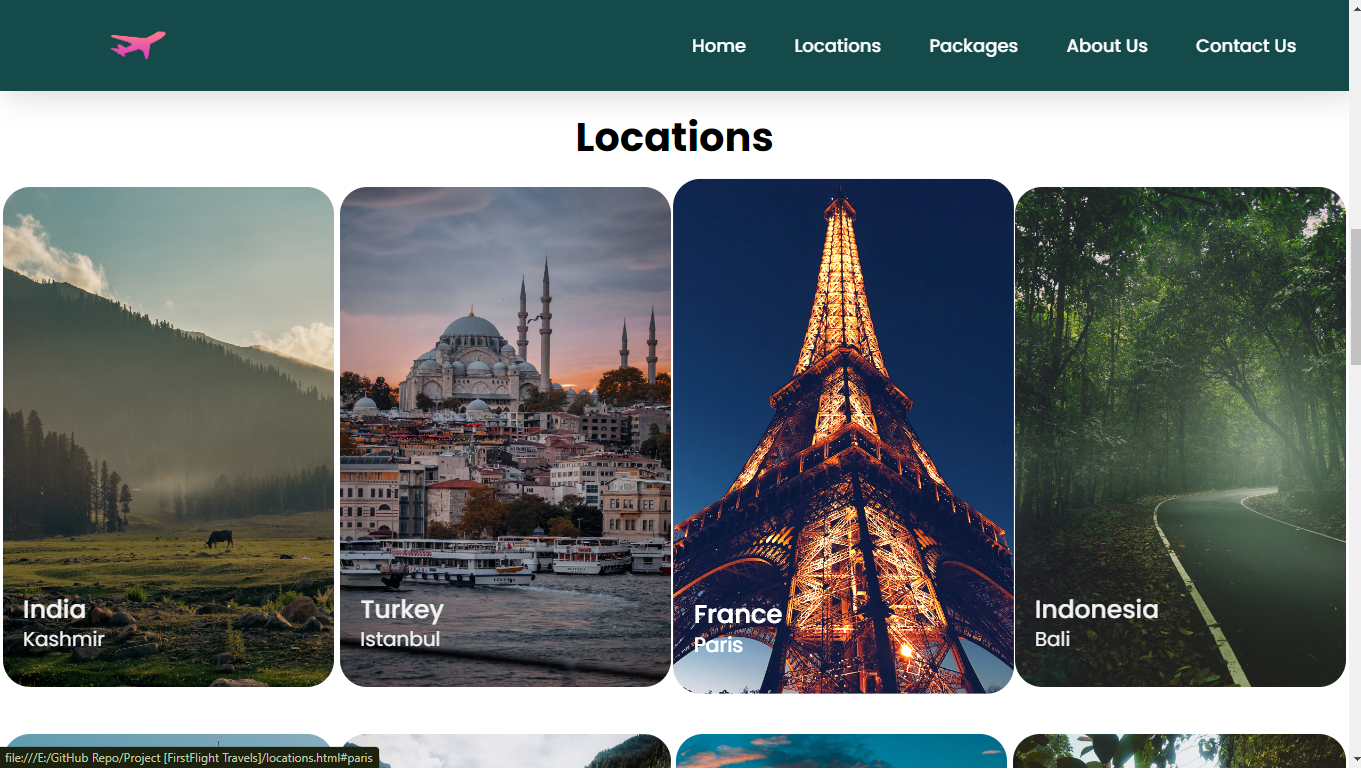 Home
Locations
Packages
About Us
Contact Us
Locations
India
Kashmir
Turkey
Istanbul
France
Paris
Indonesia
Bali
file:///E:/GitHub Repo/Project [FirstFlight Travels]/locations.html#paris